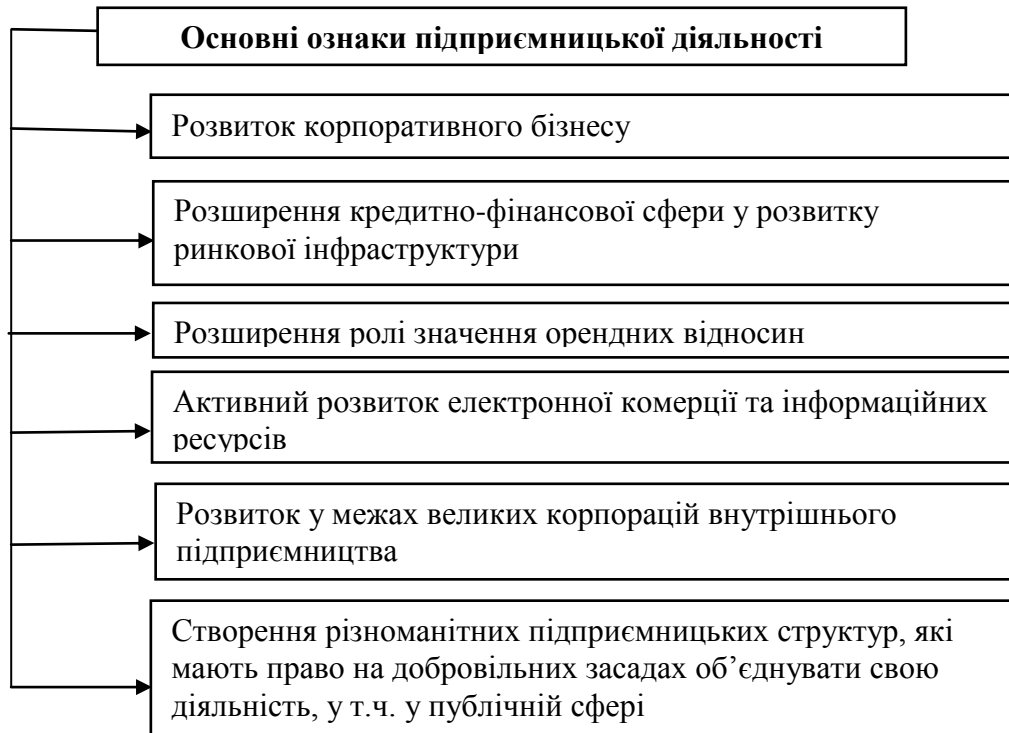 Основні ознаки підприємницької діяльності
Розвиток корпоративного бізнесу
Розширення кредитно-фінансової сфери у розвитку
ринкової інфраструктури
Розширення ролі значення орендних відносин
Активний розвиток електронної комерції та інформаційних
ресурсів
Розвиток у межах великих корпорацій внутрішнього
підприємництва
Створення різноманітних підприємницьких структур, які
мають право на добровільних засадах об’єднувати свою
діяльність, у т.ч. у публічній сфері